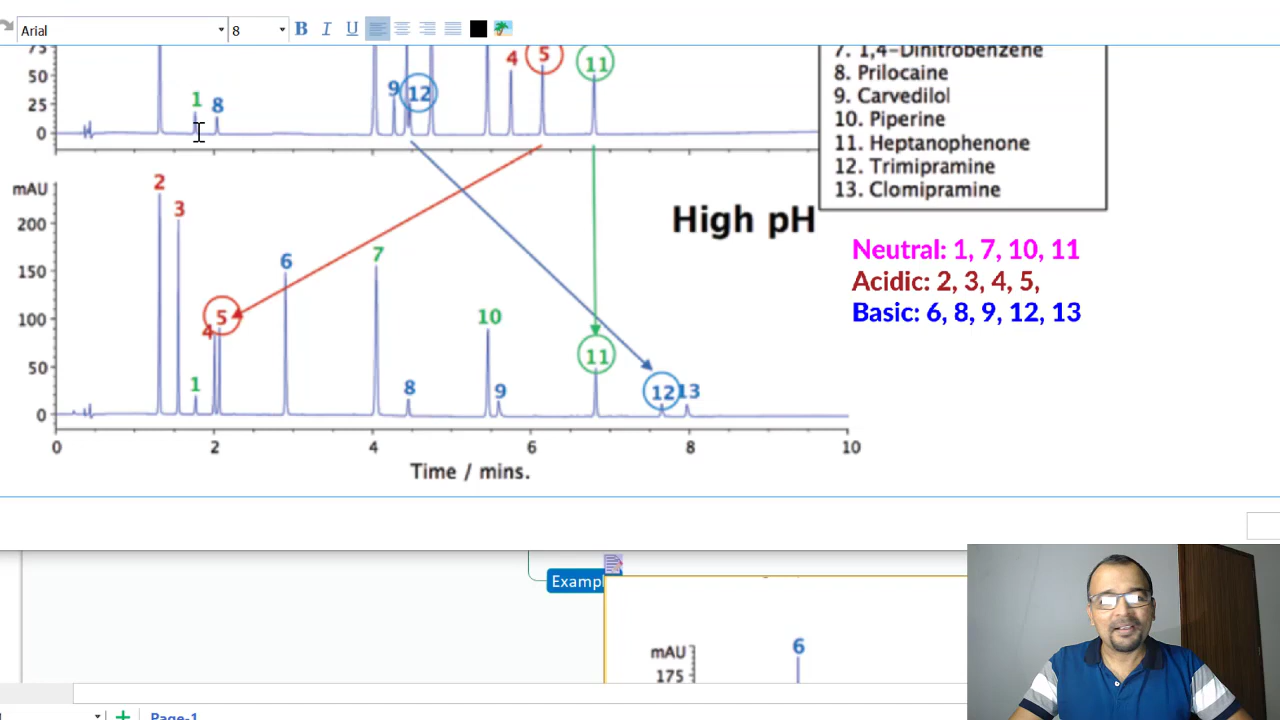 Arial
8
B I U
75
50
25
0
1
8
9
12
4
5
11
7. 1,4-Dinitrobenzene
8. Prilocaine
9. Carvedilol
10. Piperine
11. Heptanophenone
12. Trimipramine
13. Clomipramine
mAU
200
150
100
50
0
2
3
4
5
1
6
7
8
10
9
11
12
13
High pH
Neutral: 1, 7, 10, 11
Acidic: 2, 3, 4, 5,
Basic: 6, 8, 9, 12, 13
0 2 4 6 8 10
Time / mins.
Examp
mAU
175
6
Page-1